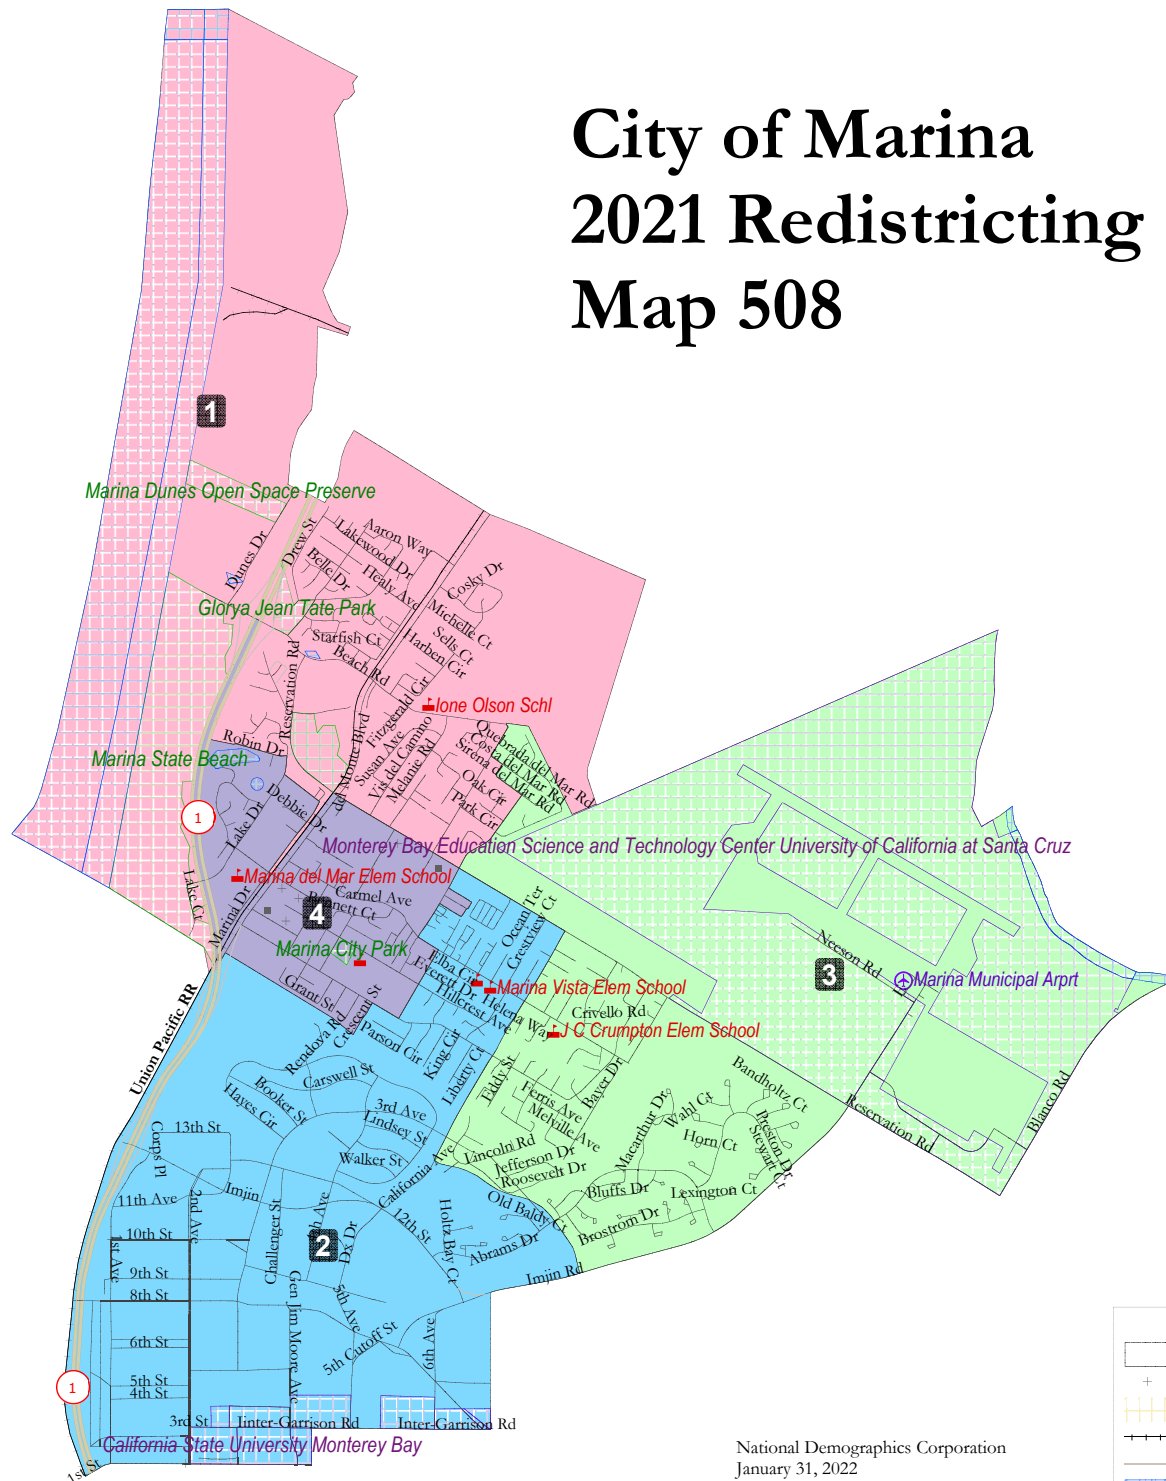 City of Marina
2021 Redistricting
Map 508
1
Marina Dunes Open Space Preserve
Dunes Dr
Drew St
Aaron Way
Lakewood Dr
Belle Dr
Healy Ave
Cosky Dr
Glorya Jean Tate Park
Michelle Ct
Starfish Ct
Sells Ct
Harben Cir
Beach Rd
Reservation Rd
Ione Olson Schl
Fitzgerald Cir
Robin Dr
del Monte Blvd
Susan Ave
Vis del Camino
Melanie Rd
Quebrada del Mar Rd
Costa del Mar Rd
Sirena del Mar Rd
Marina State Beach
Oak Cir
Park Cir
Debbie Dr
Lake Dr
1
Monterey Bay Education Science and Technology Center University of California at Santa Cruz
Marina del Mar Elem School
Lake Ct
Carmel Ave
Bennett Ct
4
Marina Dr
Marina City Park
Ocean Ter
Crestview Ct
Neeson Rd
3
Marina Municipal Arprt
Elba Cir
Everett Dr
Hillcrest Ave
Helena Way
Marina Vista Elem School
Grant St
Crescent St
Rendova Rd
Crivello Rd
J C Crumpton Elem School
Union Pacific RR
Parson Cir
King Cir
Liberty Ct
Eddy St
Bayer Dr
Bandholtz Ct
Carswell St
Booker St
Hayes Cir
Ferris Ave
Melville Ave
Macarthur Dr
Wahl Ct
Reservation Rd
Blanco Rd
3rd Ave
Lindsey St
13th St
Corps Pl
Preston Dr
Stewart Ct
Horn Ct
Walker St
California Ave
Lincoln Rd
Jefferson Dr
Roosevelt Dr
Bluffs Dr
Lexington Ct
Imjin
11th Ave
2nd Ave
Old Baldy Ct
12th St
Holtz Bay Ct
Brostrom Dr
Abrams Dr
10th St
1st Ave
Challenger St
2
Dx Dr
Imjin Rd
9th St
8th St
Gen Jim Moore Ave
5th Ave
5th Cutoff St
6th Ave
6th St
5th St
4th St
1
3rd St
Iinter-Garrison Rd
Inter-Garrison Rd
California State University Monterey Bay
1st St
National Demographics Corporation
January 31, 2022